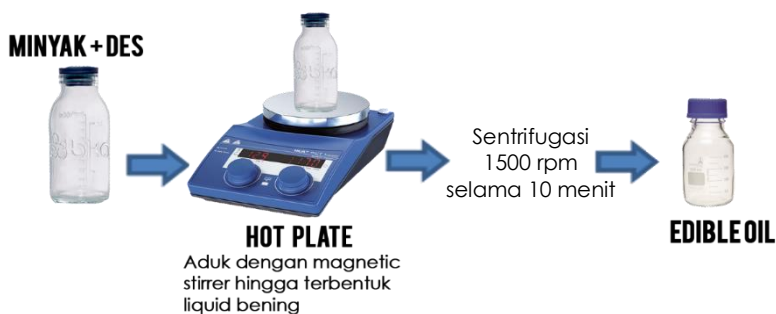 MINYAK + DES
HOT PLATE
Aduk dengan magnetic
stirrer hingga terbentuk
liquid bening
Sentrifugasi
1500 rpm
selama 10 menit
EDIBLE OIL